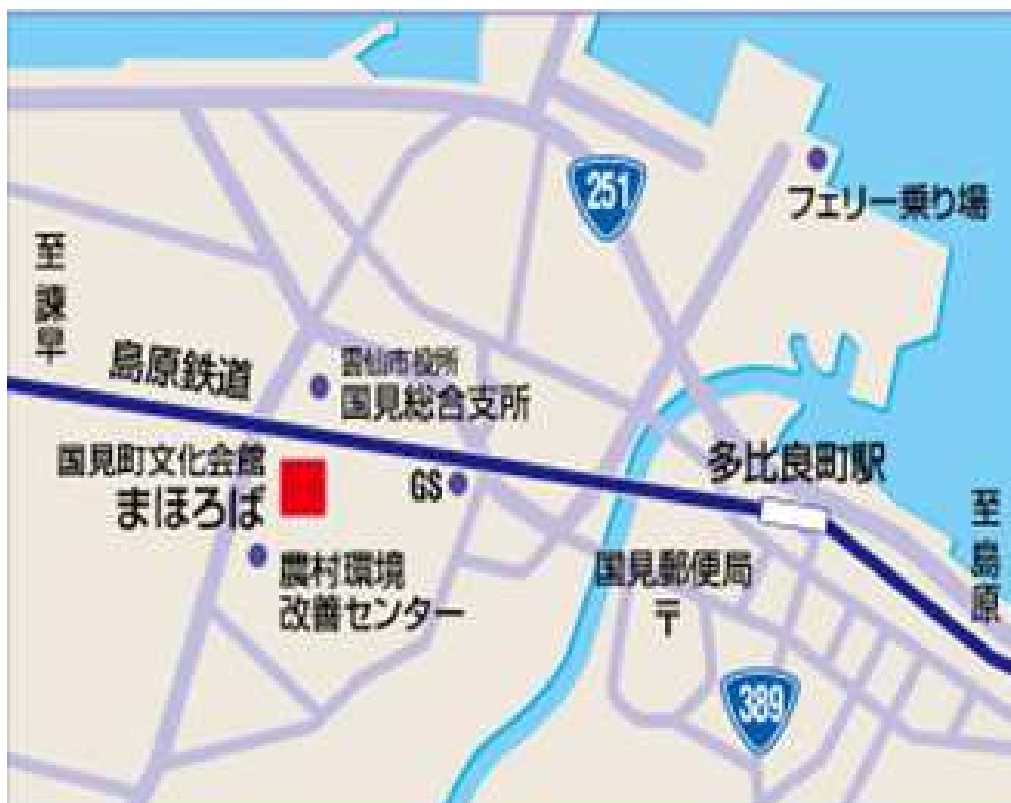 251
フェリー乗り場
至 諫早
島原鉄道
雲仙市役所
国見総合支所
国見町文化会館
まほろば
GS
多比良町駅
至 島原
農村環境
改善センター
国見郵便局
〒
389